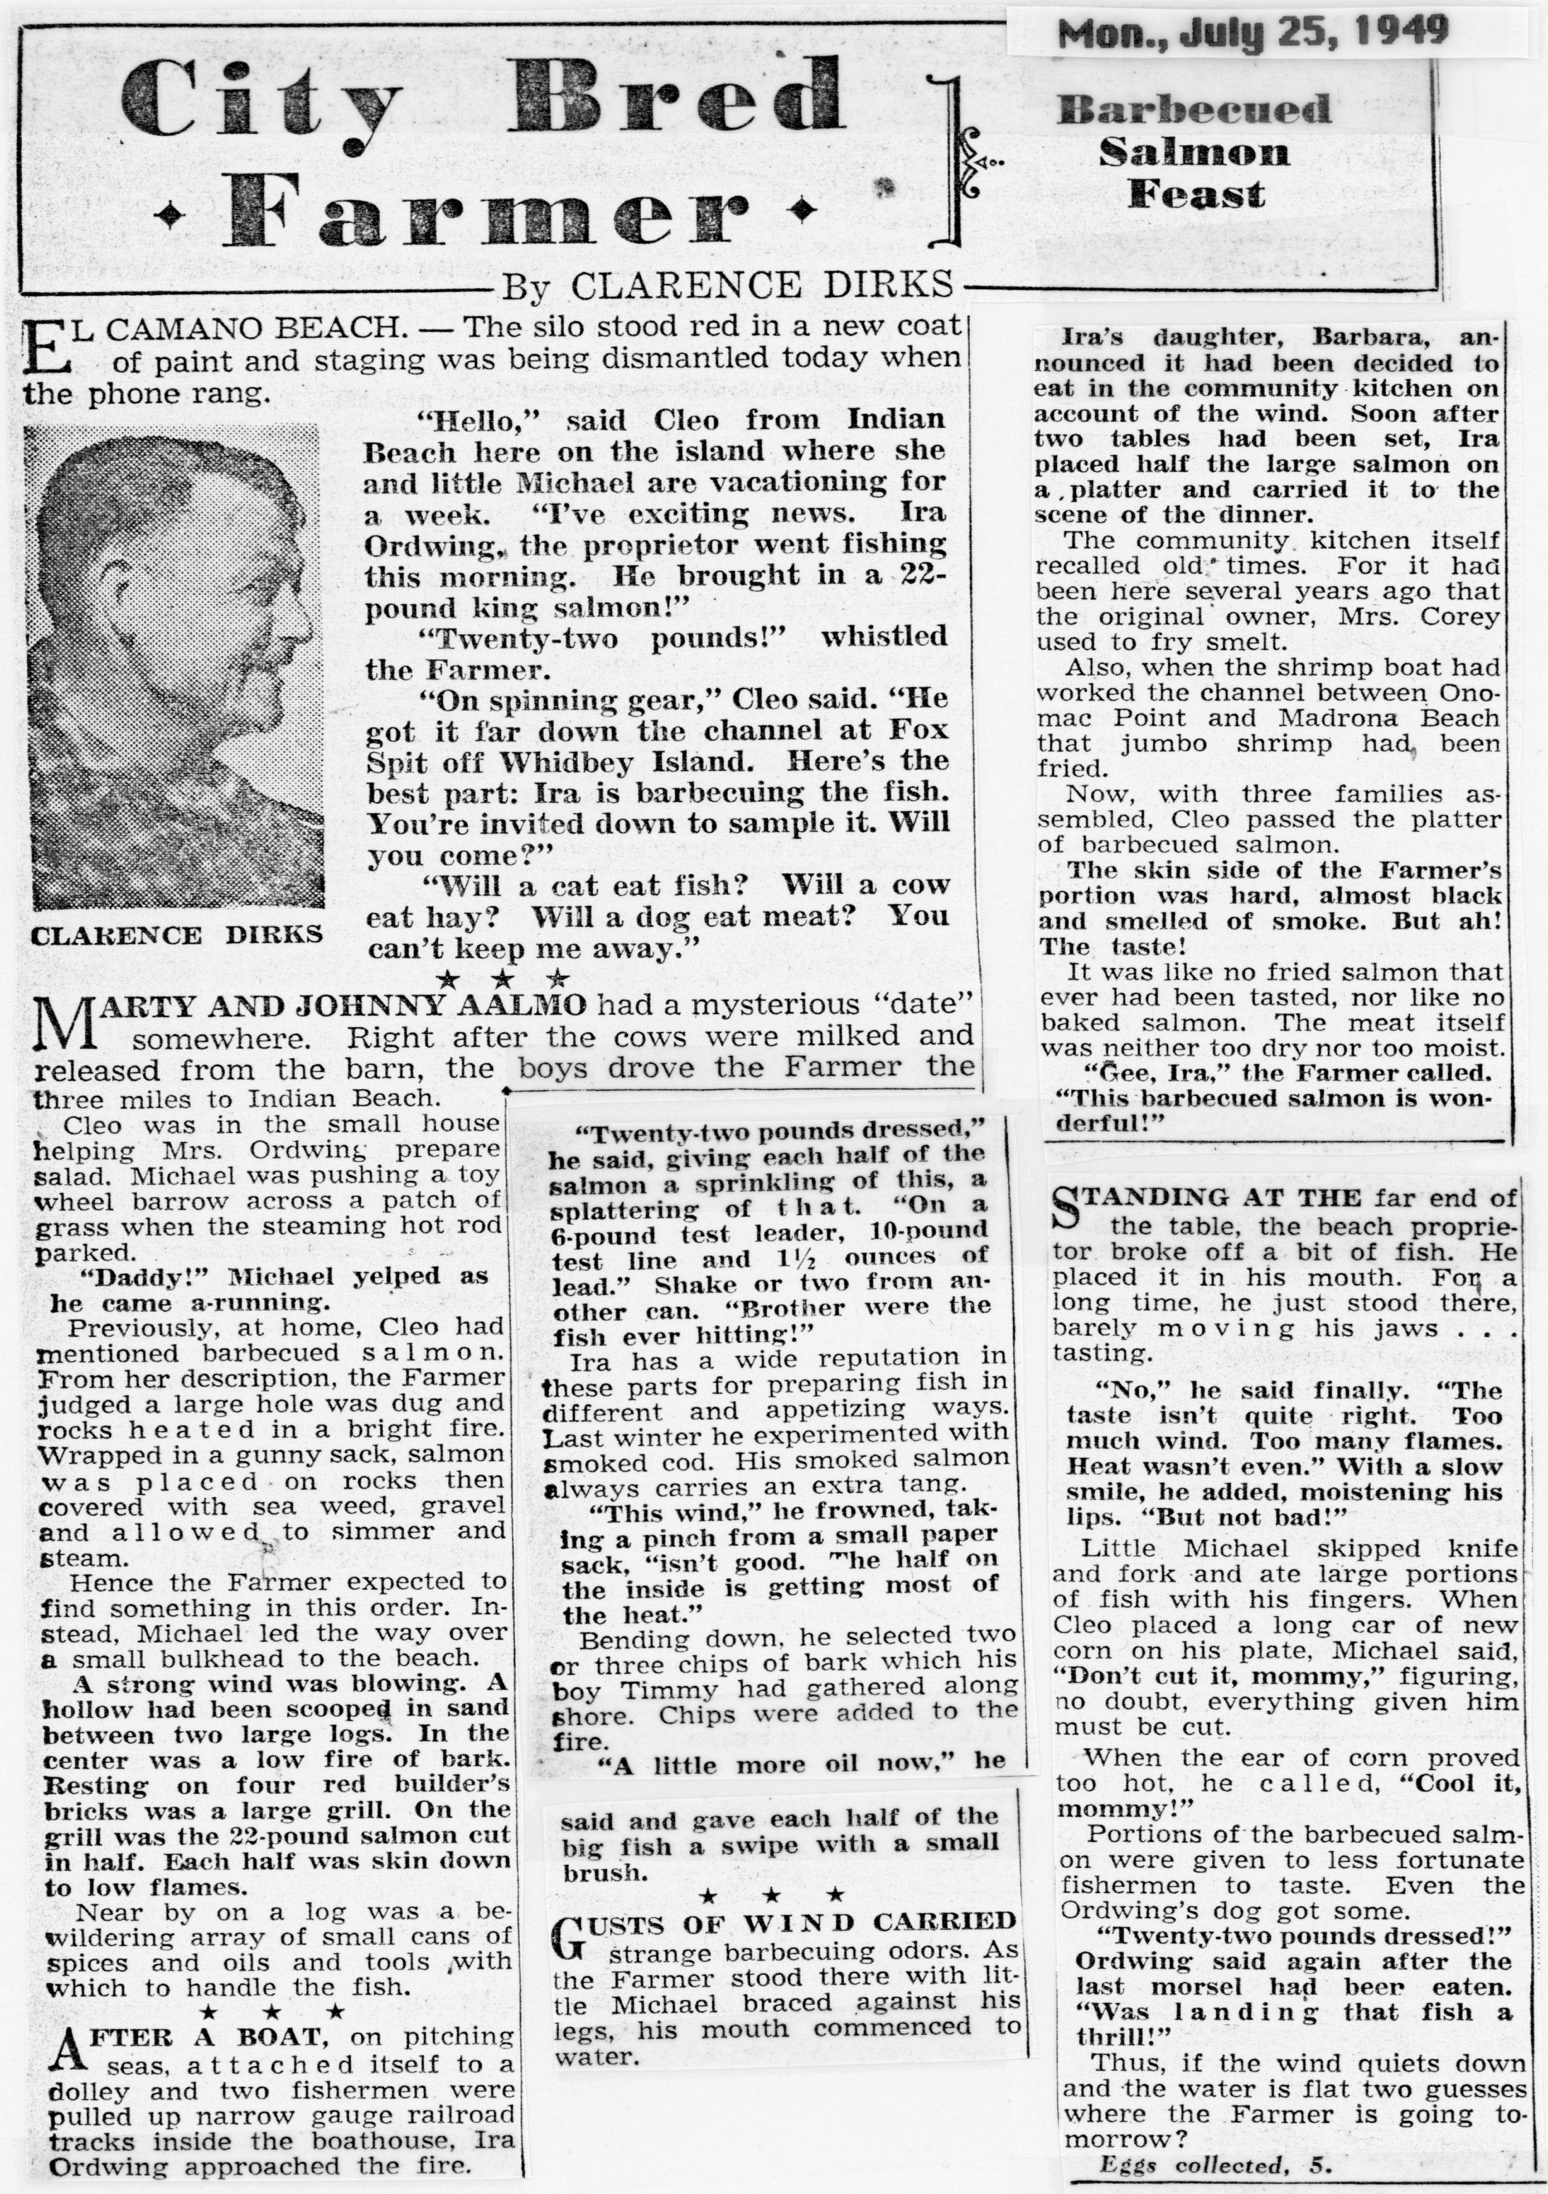 Mon., July 25, 1949
City Bred
Farmer
Barbecued
Salmon
Feast
By CLARENCE DIRKS
EL CAMANO BEACH. — The silo stood red in a new coat
of paint and staging was being dismantled today when
the phone rang.
CLARENCE DIRKS
"Hello," said Cleo from Indian
Beach here on the island where she
and little Michael are vacationing for
a week. "I've exciting news. Ira
Ordwing, the proprietor went fishing
this morning. He brought in a 22-
pound king salmon!"
"Twenty-two pounds!" whistled
the Farmer.
"On spinning gear," Cleo said. "He
got it far down the channel at Fox
Spit off Whidbey Island. Here's the
best part: Ira is barbecuing the fish.
You're invited down to sample it. Will
you come?"
"Will a cat eat fish? Will a cow
eat hay? Will a dog eat meat? You
can't keep me away."
★ ★ ★
MARTY AND JOHNNY AALMO had a mysterious "date"
somewhere. Right after the cows were milked and
released from the barn, the boys drove the Farmer the
three miles to Indian Beach.
Cleo was in the small house
helping Mrs. Ordwing prepare
salad. Michael was pushing a toy
wheel barrow across a patch of
grass when the steaming hot rod
parked.
"Daddy!" Michael yelped as
he came a-running.
Previously, at home, Cleo had
mentioned barbecued salmon.
From her description, the Farmer
judged a large hole was dug and
rocks heated in a bright fire.
Wrapped in a gunny sack, salmon
was placed on rocks then
covered with sea weed, gravel
and allowed to simmer and
steam.
Hence the Farmer expected to
find something in this order. In-
stead, Michael led the way over
a small bulkhead to the beach.
A strong wind was blowing. A
hollow had been scooped in sand
between two large logs. In the
center was a low fire of bark.
Resting on four red builder's
bricks was a large grill. On the
grill was the 22-pound salmon cut
in half. Each half was skin down
to low flames.
Near by on a log was a be-
wildering array of small cans of
spices and oils and tools with
which to handle the fish.
★ ★ ★
AFTER A BOAT, on pitching
seas, attached itself to a
dolley and two fishermen were
pulled up narrow gauge railroad
tracks inside the boathouse, Ira
Ordwing approached the fire.
"Twenty-two pounds dressed,"
he said, giving each half of the
salmon a sprinkling of this, a
splattering of that. "On a
6-pound test leader, 10-pound
test line and 1½ ounces of
lead." Shake or two from an-
other can. "Brother were the
fish ever hitting!"
Ira has a wide reputation in
these parts for preparing fish in
different and appetizing ways.
Last winter he experimented with
smoked cod. His smoked salmon
always carries an extra tang.
"This wind," he frowned, tak-
ing a pinch from a small paper
sack, "isn't good. The half on
the inside is getting most of
the heat."
Bending down, he selected two
or three chips of bark which his
boy Timmy had gathered along
shore. Chips were added to the
fire.
"A little more oil now," he
said and gave each half of the
big fish a swipe with a small
brush.
★ ★ ★
GUSTS OF WIND CARRIED
strange barbecuing odors. As
the Farmer stood there with lit-
tle Michael braced against his
legs, his mouth commenced to
water.
Ira's daughter, Barbara, an-
nounced it had been decided to
eat in the community kitchen on
account of the wind. Soon after
two tables had been set, Ira
placed half the large salmon on
a platter and carried it to the
scene of the dinner.
The community kitchen itself
recalled old times. For it had
been here several years ago that
the original owner, Mrs. Corey
used to fry smelt.
Also, when the shrimp boat had
worked the channel between Ono-
mac Point and Madrona Beach
that jumbo shrimp had been
fried.
Now, with three families as-
sembled, Cleo passed the platter
of barbecued salmon.
The skin side of the Farmer's
portion was hard, almost black
and smelled of smoke. But ah!
The taste!
It was like no fried salmon that
ever had been tasted, nor like no
baked salmon. The meat itself
was neither too dry nor too moist.
"Gee, Ira," the Farmer called.
"This barbecued salmon is won-
derful!"
STANDING AT THE far end of
the table, the beach proprie-
tor broke off a bit of fish. He
placed it in his mouth. For a
long time, he just stood there,
barely moving his jaws . . .
tasting.
"No," he said finally. "The
taste isn't quite right. Too
much wind. Too many flames.
Heat wasn't even." With a slow
smile, he added, moistening his
lips. "But not bad!"
Little Michael skipped knife
and fork and ate large portions
of fish with his fingers. When
Cleo placed a long car of new
corn on his plate, Michael said,
"Don't cut it, mommy," figuring,
no doubt, everything given him
must be cut.
When the ear of corn proved
too hot, he called, "Cool it,
mommy!"
Portions of the barbecued salm-
on were given to less fortunate
fishermen to taste. Even the
Ordwing's dog got some.
"Twenty-two pounds dressed!"
Ordwing said again after the
last morsel had been eaten.
"Was landing that fish a
thrill!"
Thus, if the wind quiets down
and the water is flat two guesses
where the Farmer is going to-
morrow?
Eggs collected, 5.